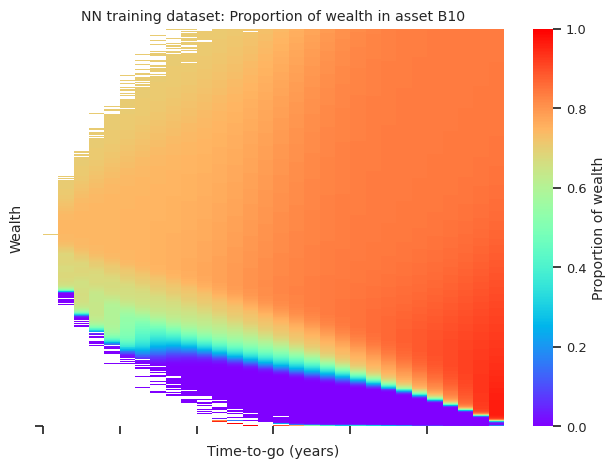 NN training dataset: Proportion of wealth in asset B10
Wealth
Time-to-go (years)
1.0
0.8
0.6
0.4
0.2
0.0
Proportion of wealth